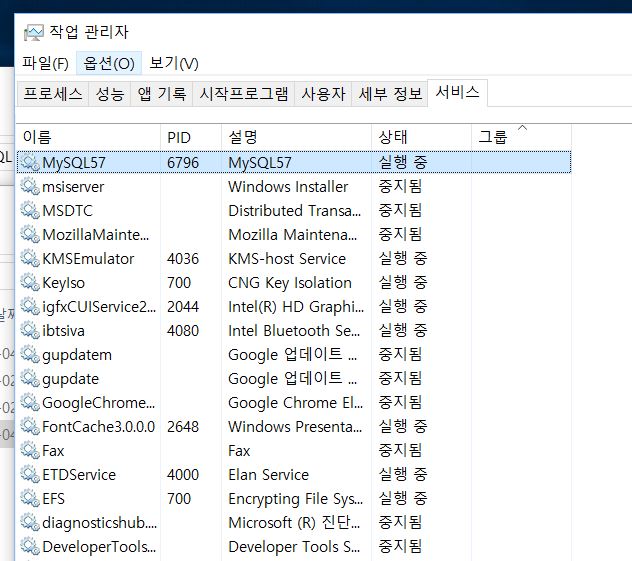 작업 관리자
파일(F) 옵션(O) 보기(V)
프로세스 성능 앱 기록 시작프로그램 사용자 세부 정보 서비스
이름 PID 설명 상태 그룹
MySQL57 6796 MySQL57 실행 중
msiserver Windows Installer 중지됨
MSDTC Distributed Transa... 중지됨
MozillaMainte... Mozilla Maintena... 중지됨
KMSEmulator 4036 KMS-host Service 실행 중
KeyIso 700 CNG Key Isolation 실행 중
igfxCUIService2... 2044 Intel(R) HD Graphi... 실행 중
ibtsiva 4080 Intel Bluetooth Se... 실행 중
gupdatem Google 업데이트 ... 중지됨
gupdate Google 업데이트 ... 중지됨
GoogleChrome... Google Chrome El... 중지됨
FontCache3.0.0.0 2648 Windows Presenta... 실행 중
Fax Fax 중지됨
ETDService 4000 Elan Service 실행 중
EFS 700 Encrypting File Sys... 실행 중
diagnosticshub.... Microsoft (R) 진단... 중지됨
DeveloperTools... Developer Tools S... 중지됨